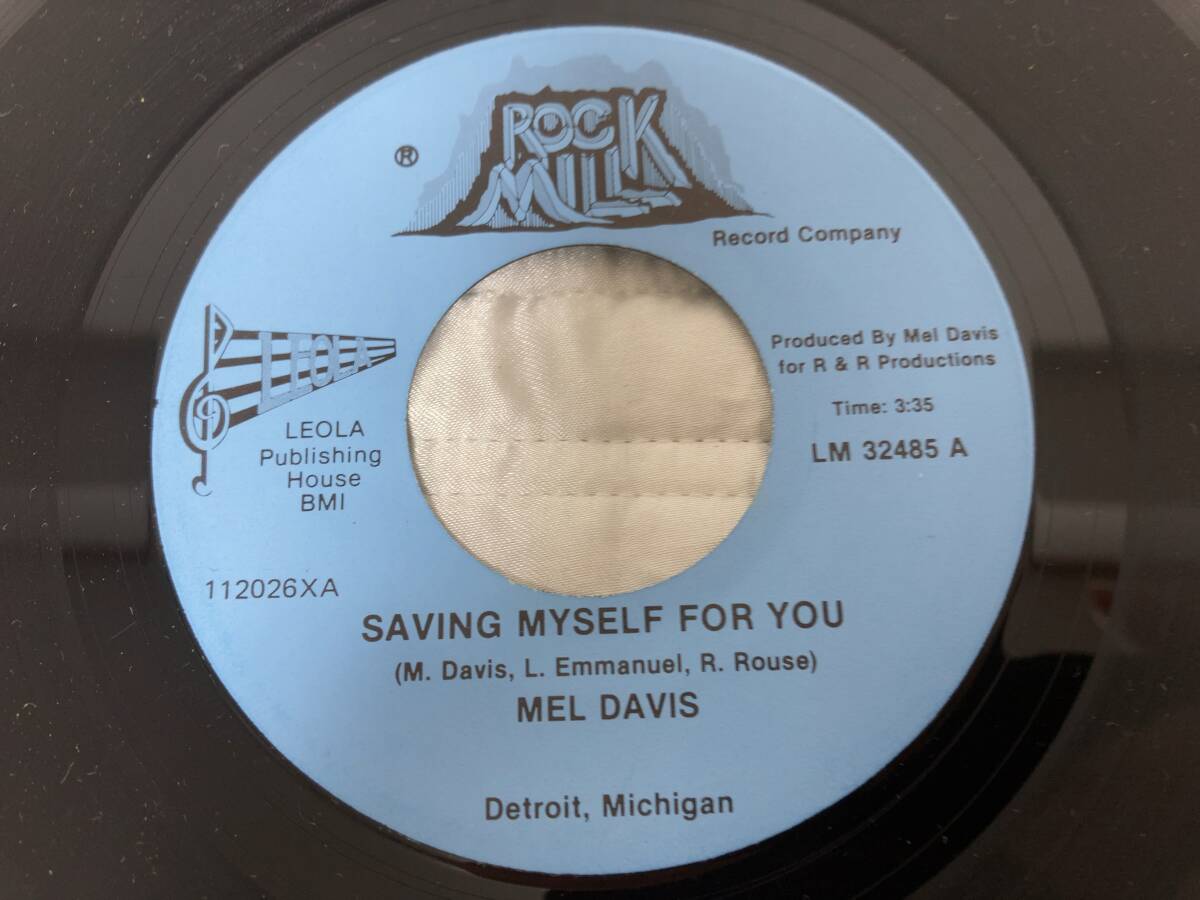 ROCK
MILL
®
Record Company
LEOLA
LEOLA
Publishing
House
BMI
Produced By Mel Davis
for R & R Productions
Time: 3:35
LM 32485 A
112026XA
SAVING MYSELF FOR YOU
(M. Davis, L. Emmanuel, R. Rouse)
MEL DAVIS
Detroit, Michigan